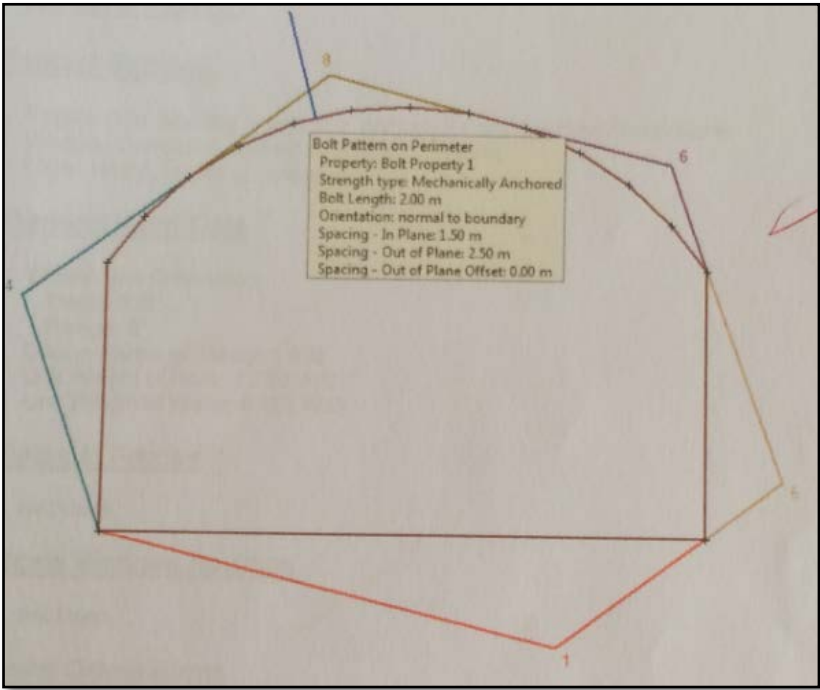 8
6
Bolt Pattern on Perimeter
Property: Bolt Property 1
Strength type: Mechanically Anchored
Bolt Length: 2.00 m
Orientation: normal to boundary
Spacing - In Plane: 1.50 m
Spacing - Out of Plane: 2.50 m
Spacing - Out of Plane Offset: 0.00 m
4
1